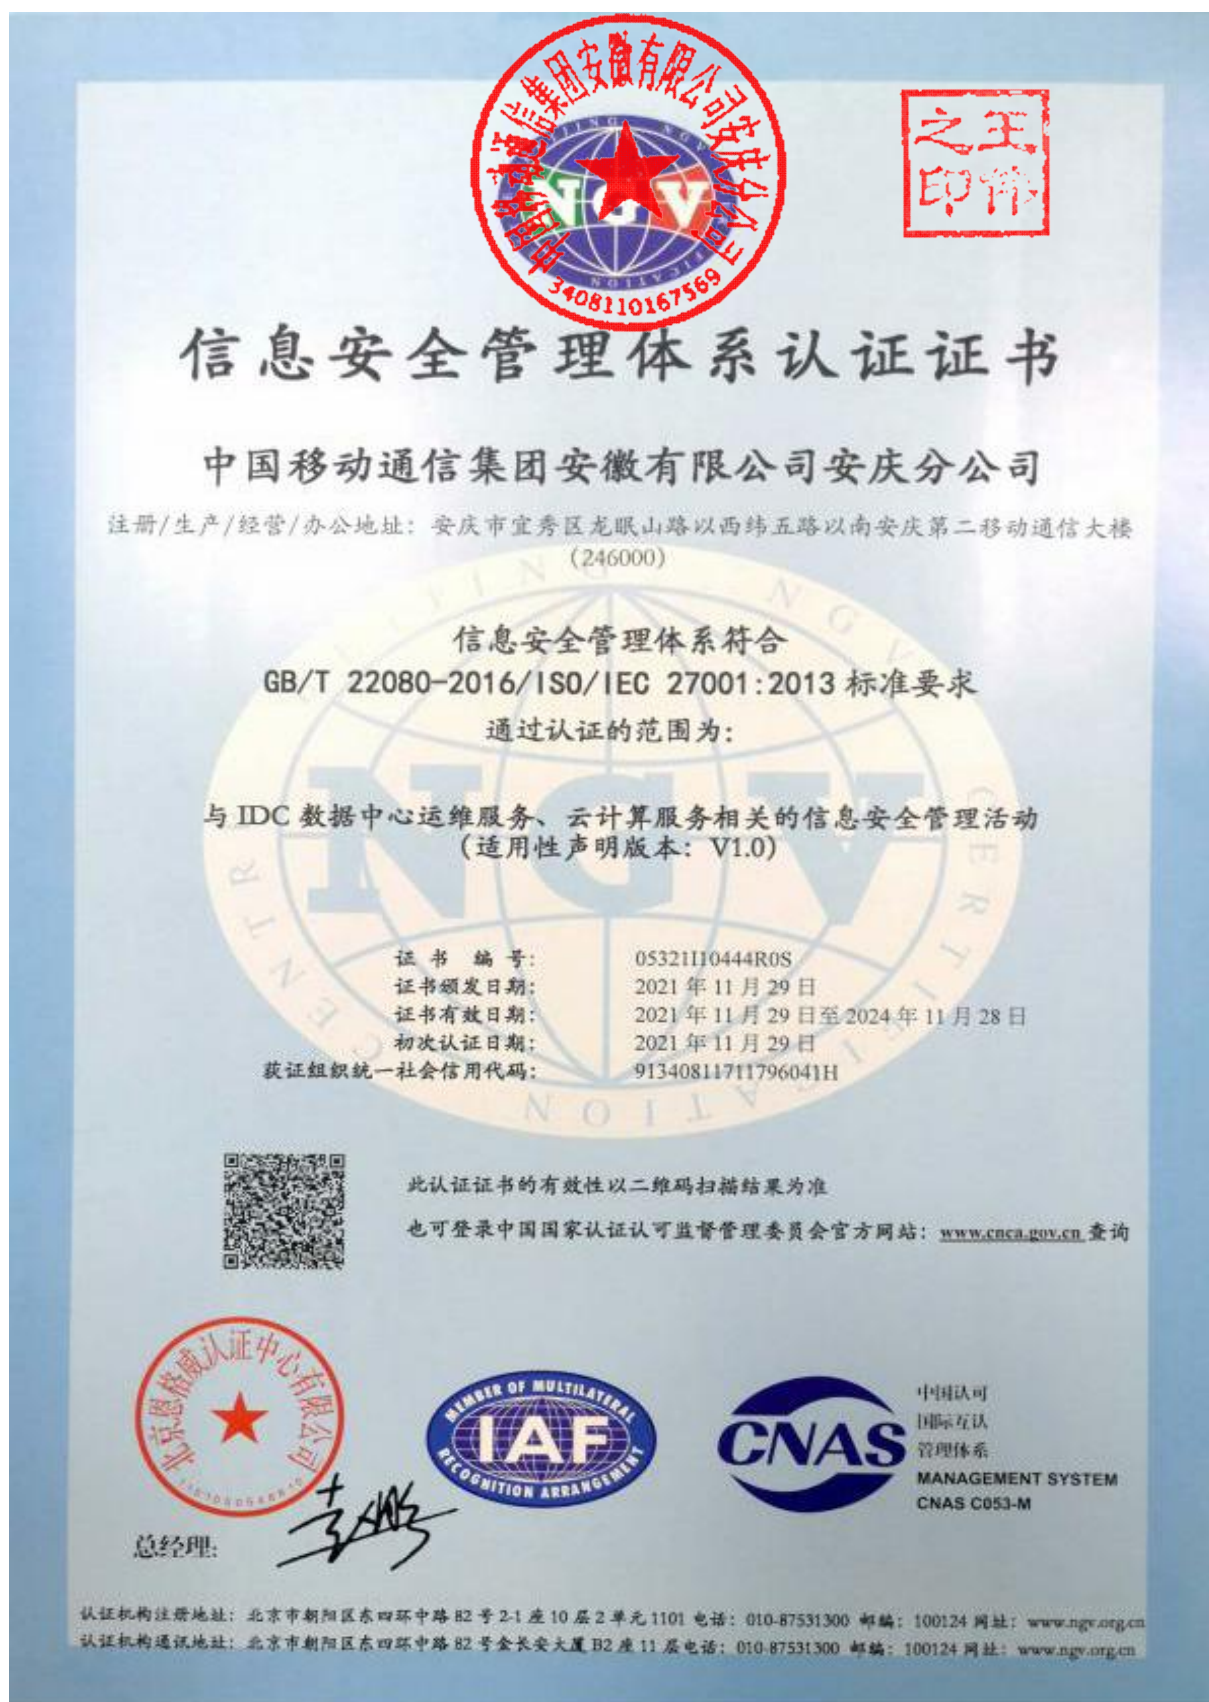 中国移动通信集团安徽有限公司安庆分公司
3408110167569
NGV
王伟之印
信息安全管理体系认证证书
中国移动通信集团安徽有限公司安庆分公司
注册/生产/经营/办公地址：安庆市宜秀区龙眠山路以西纬五路以南安庆第二移动通信大楼
（246000）
信息安全管理体系符合
GB/T 22080-2016/ISO/IEC 27001:2013 标准要求
通过认证的范围为：
与 IDC 数据中心运维服务、云计算服务相关的信息安全管理活动
（适用性声明版本：V1.0）
NGV
证书编号： 05321I10444R0S
证书颁发日期： 2021 年 11 月 29 日
证书有效日期： 2021 年 11 月 29 日至 2024 年 11 月 28 日
初次认证日期： 2021 年 11 月 29 日
获证组织统一社会信用代码： 91340811711796041H
此认证证书的有效性以二维码扫描结果为准
也可登录中国国家认证认可监督管理委员会官方网站：www.cnca.gov.cn 查询
北京恩格威认证中心有限公司
MEMBER OF MULTILATERAL
IAF
RECOGNITION ARRANGEMENT
CNAS
中国认可
国际互认
管理体系
MANAGEMENT SYSTEM
CNAS C053-M
总经理：
认证机构注册地址：北京市朝阳区东四环中路 82 号 2-1 座 10 层 2 单元 1101 电话：010-87531300 邮编：100124 网址：www.ngv.org.cn
认证机构通讯地址：北京市朝阳区东四环中路 82 号金长安大厦 B2 座 11 层电话：010-87531300 邮编：100124 网址：www.ngv.org.cn